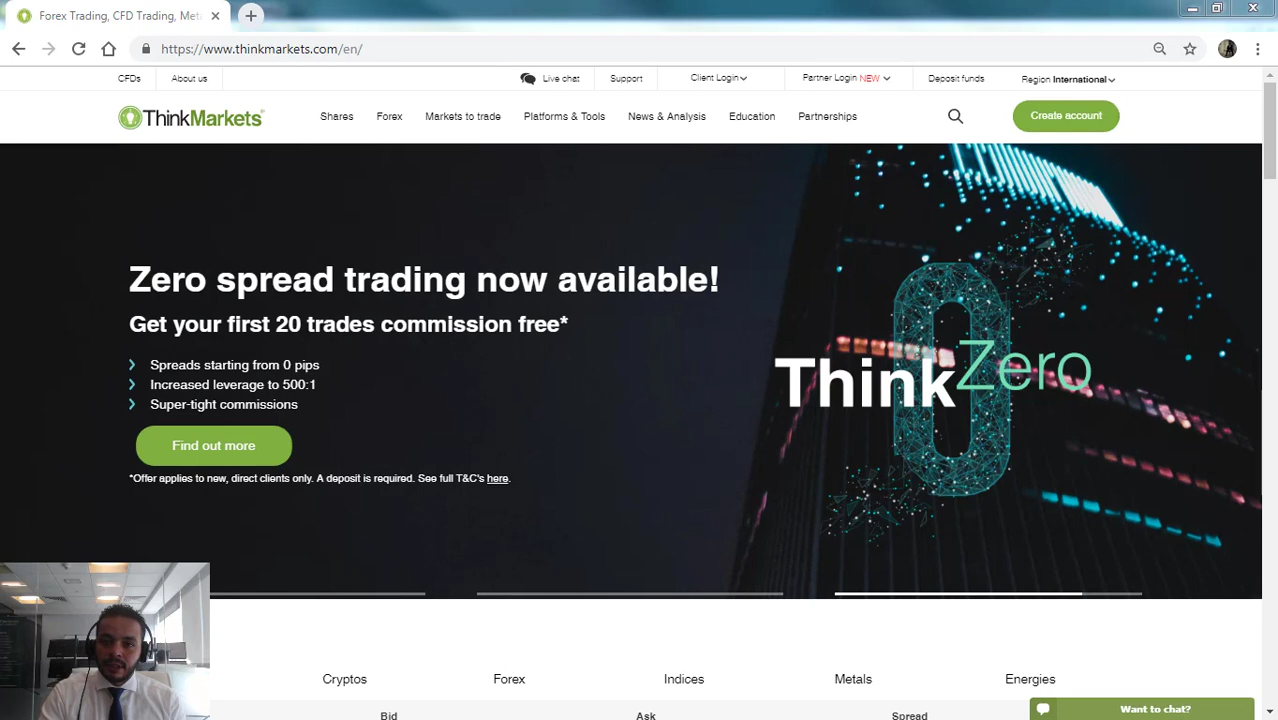 Forex Trading, CFD Trading, Met
https://www.thinkmarkets.com/en/
CFDs About us Live chat Support Client Login Partner Login NEW Deposit funds Region International
ThinkMarkets Shares Forex Markets to trade Platforms & Tools News & Analysis Education Partnerships Create account
Zero spread trading now available!
Get your first 20 trades commission free*
Spreads starting from 0 pips
Increased leverage to 500:1
Super-tight commissions
Find out more
*Offer applies to new, direct clients only. A deposit is required. See full T&C's here.
ThinkZero
Cryptos Forex Indices Metals Energies
Bid Ask Spread
Want to chat?